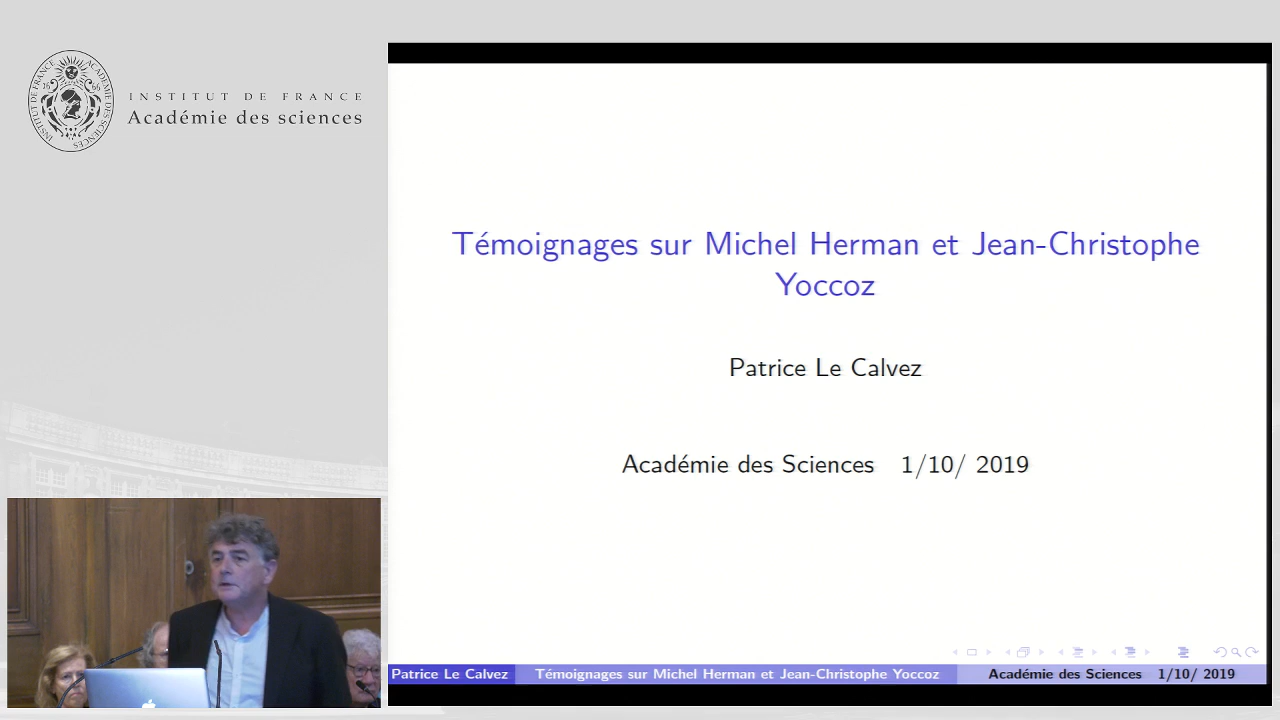 INSTITUT DE FRANCE
Académie des sciences
Témoignages sur Michel Herman et Jean-Christophe
Yoccoz
Patrice Le Calvez
Académie des Sciences 1/10/ 2019
Patrice Le Calvez Témoignages sur Michel Herman et Jean-Christophe Yoccoz Académie des Sciences 1/10/ 2019